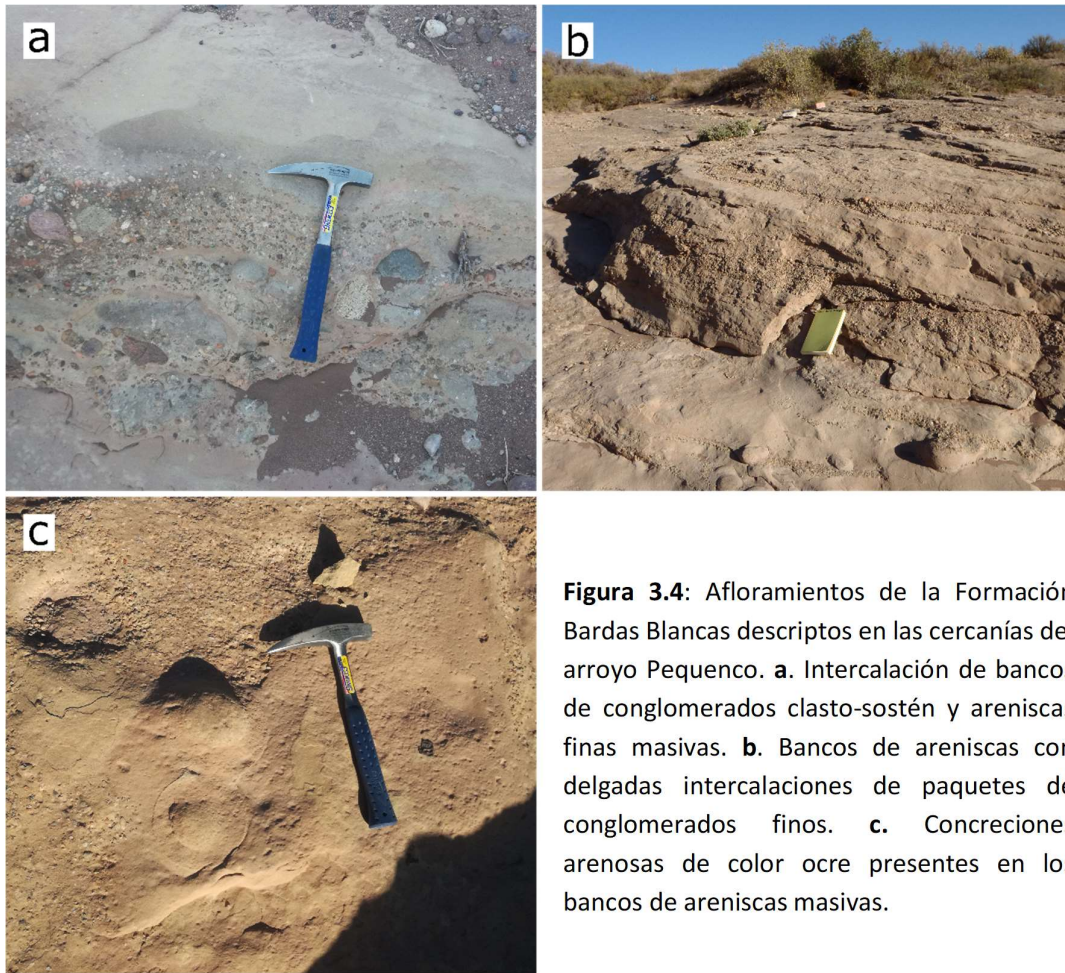 a
b
c
Figura 3.4: Afloramientos de la Formación
Bardas Blancas descriptos en las cercanías de
arroyo Pequenco. a. Intercalación de banco
de conglomerados clasto-sostén y arenisca
finas masivas. b. Bancos de areniscas con
delgadas intercalaciones de paquetes de
conglomerados finos. c. Concrecione
arenosas de color ocre presentes en lo
bancos de areniscas masivas.